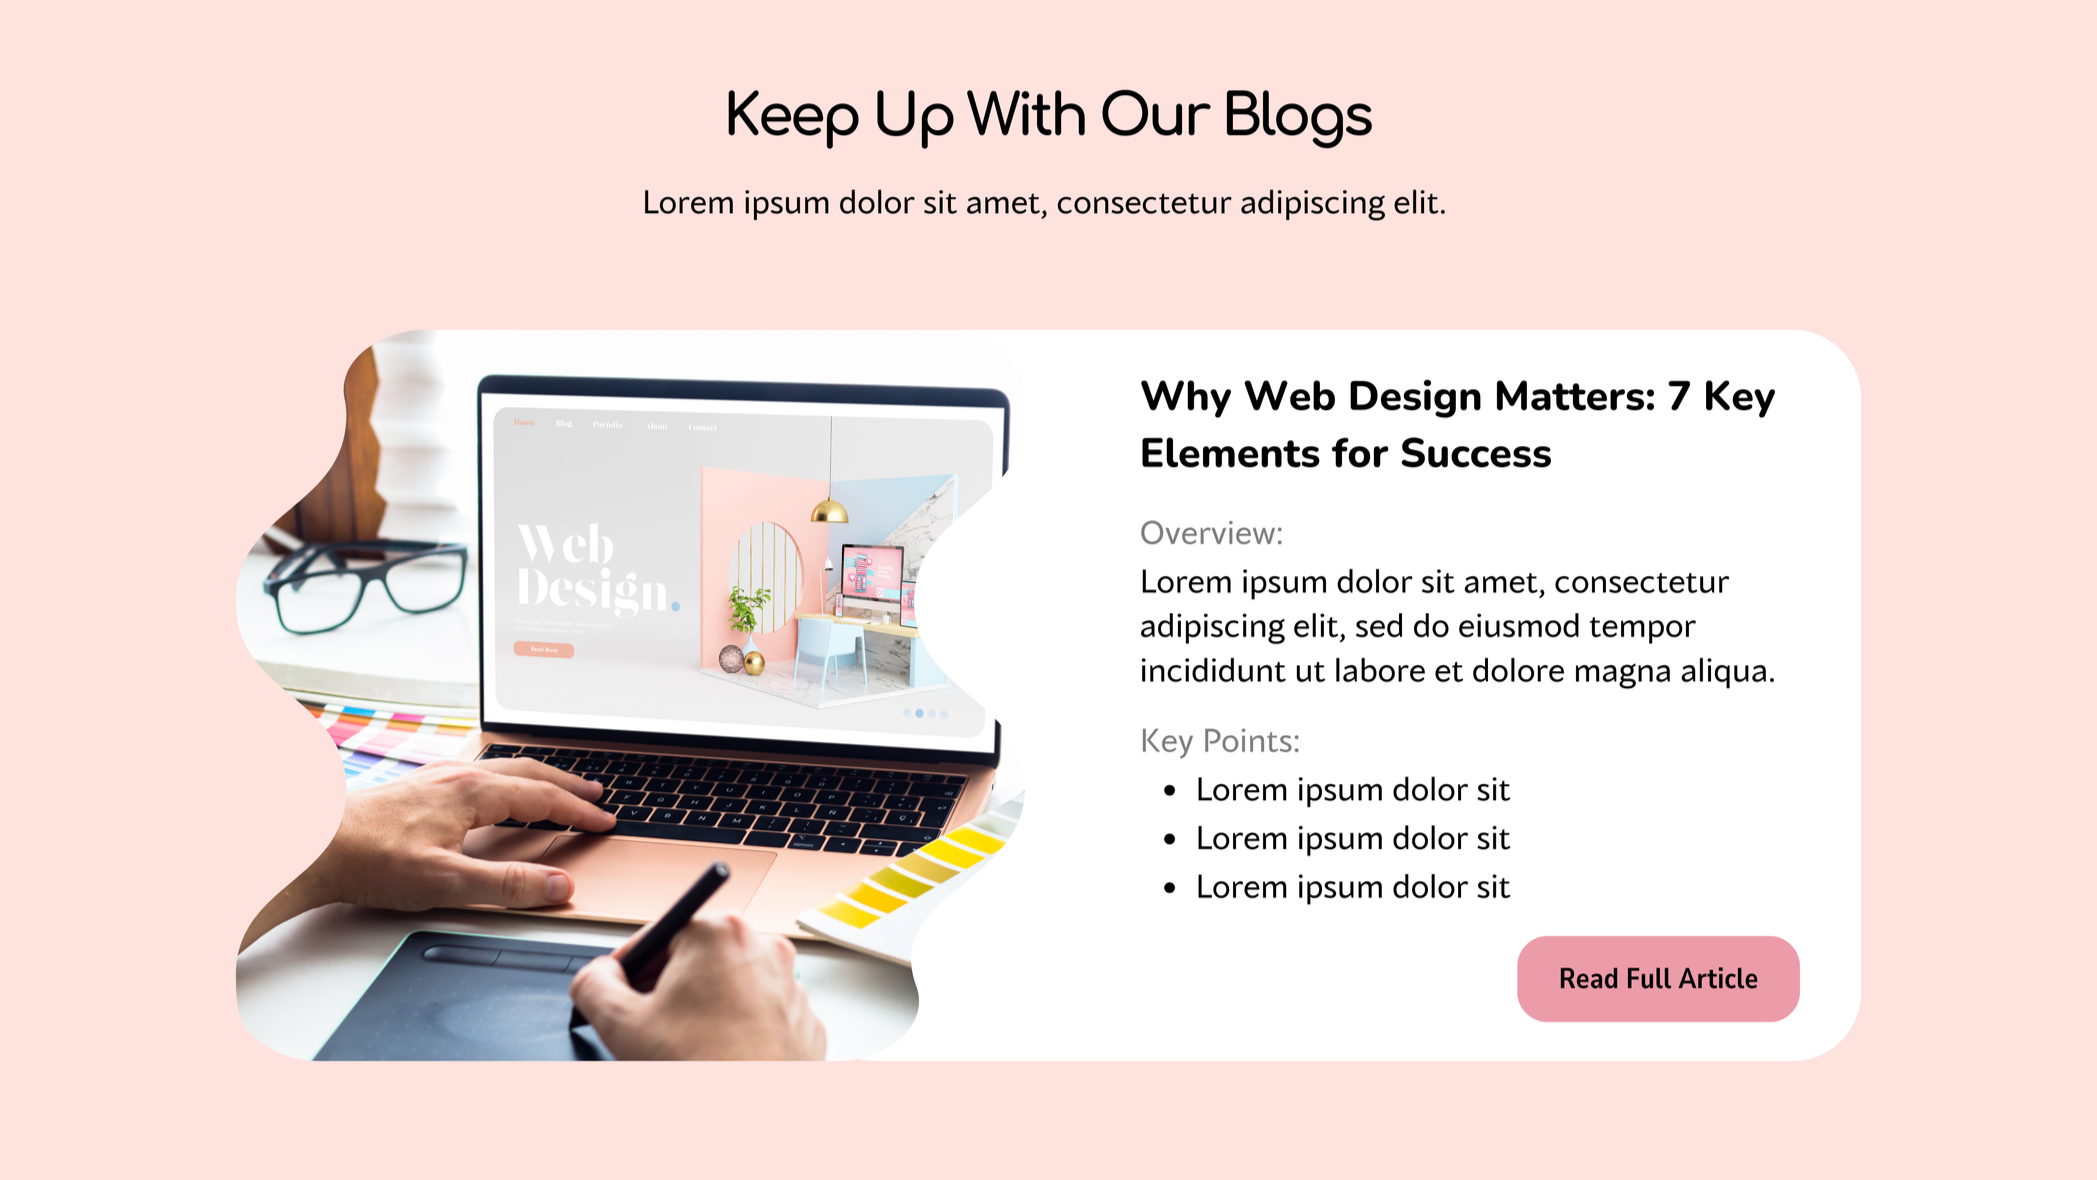 Keep Up With Our Blogs
Lorem ipsum dolor sit amet, consectetur adipiscing elit.
Home Blog Porfolio About Contact
Web
Design.
Read More
option
Why Web Design Matters: 7 Key
Elements for Success
Overview:
Lorem ipsum dolor sit amet, consectetur
adipiscing elit, sed do eiusmod tempor
incididunt ut labore et dolore magna aliqua.
Key Points:
• Lorem ipsum dolor sit
• Lorem ipsum dolor sit
• Lorem ipsum dolor sit
Read Full Article